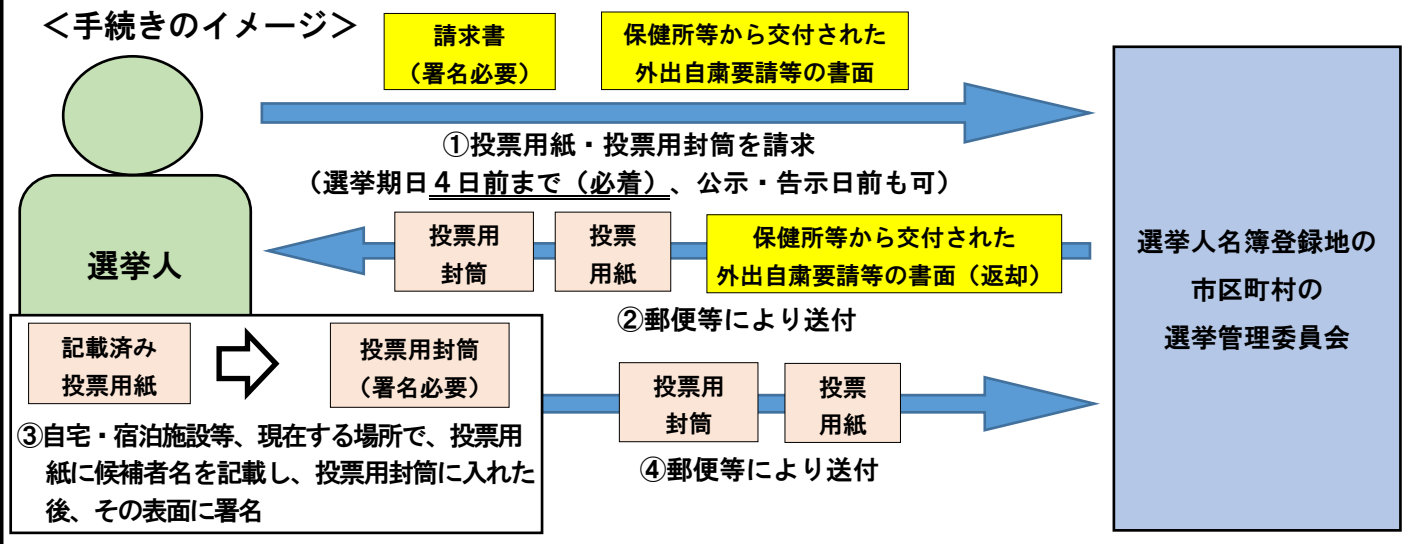 ＜手続きのイメージ＞
請求書
（署名必要）
保健所等から交付された
外出自粛要請等の書面
①投票用紙・投票用封筒を請求
（選挙期日４日前まで（必着）、公示・告示日前も可）
選挙人
投票用
封筒
投票
用紙
保健所等から交付された
外出自粛要請等の書面（返却）
②郵便等により送付
選挙人名簿登録地の
市区町村の
選挙管理委員会
記載済み
投票用紙
投票用封筒
（署名必要）
③自宅・宿泊施設等、現在する場所で、投票用
紙に候補者名を記載し、投票用封筒に入れた
後、その表面に署名
投票用
封筒
投票
用紙
④郵便等により送付